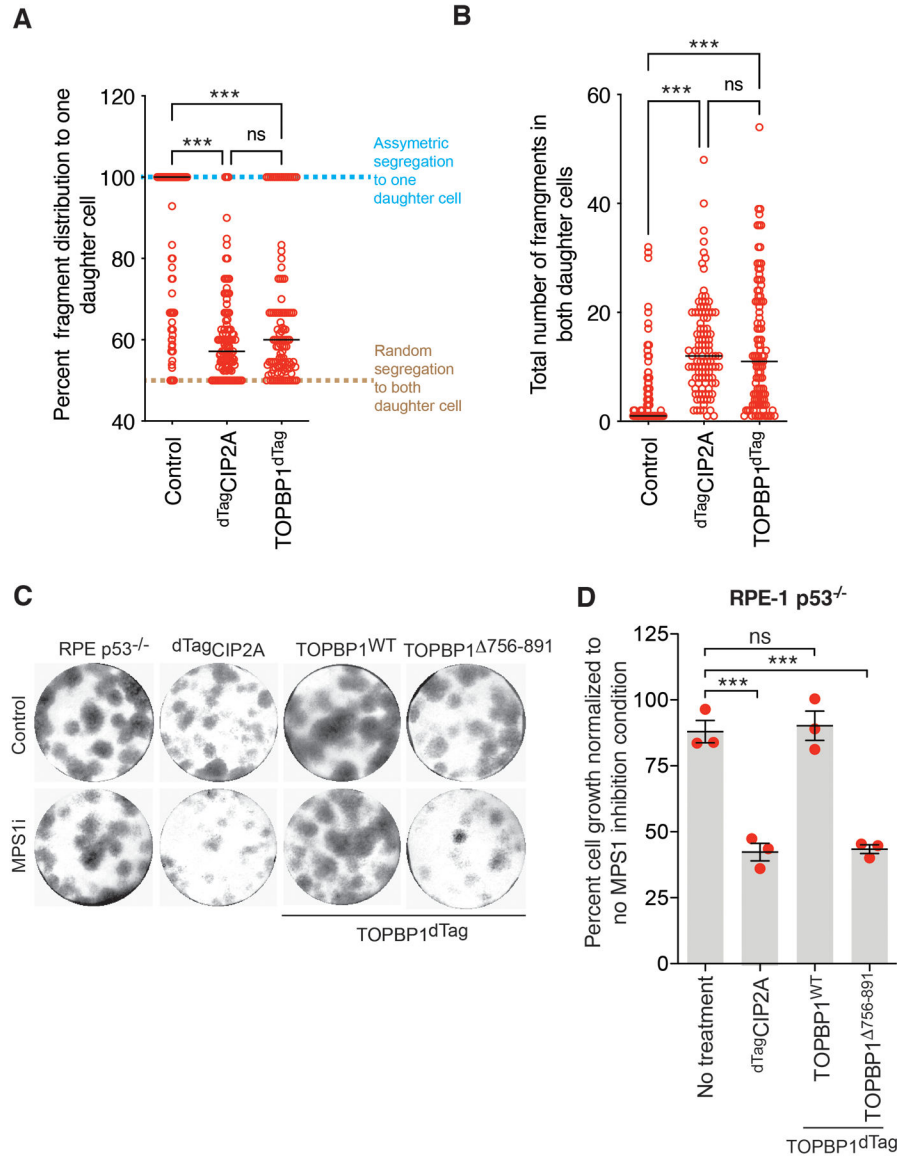 A
Percent fragment distribution to one
daughter cell
120
100
80
60
40
***
***
ns
Assymetric
segregation
to one
daughter cell
Random
segregation
to both
daughter cell
Control
dTagCIP2A
TOPBP1dTag
B
Total number of framgments in
both daughter cells
60
40
20
0
***
***
ns
Control
dTagCIP2A
TOPBP1dTag
C
RPE p53-/-
dTagCIP2A
TOPBP1WT
TOPBP1Δ756-891
Control
MPS1i
TOPBP1dTag
D
RPE-1 p53-/-
Percent cell growth normalized to
no MPS1 inhibition condition
125
100
75
50
25
0
ns
***
***
No treatment
dTagCIP2A
TOPBP1WT
TOPBP1Δ756-891
TOPBP1dTag